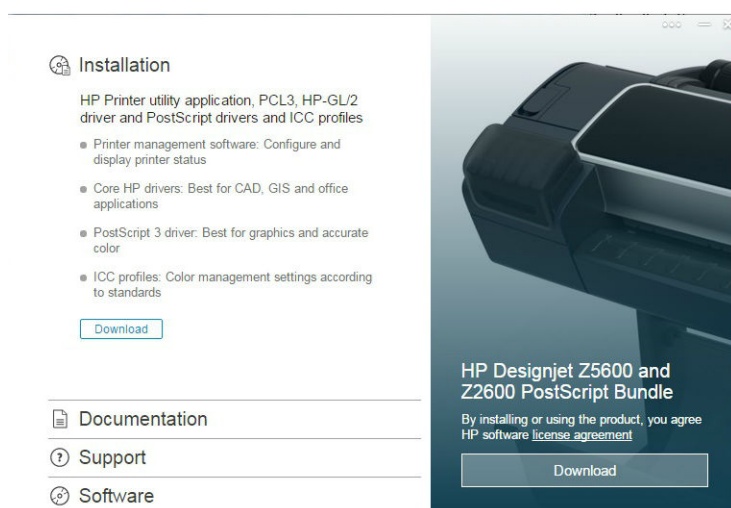 Installation
HP Printer utility application, PCL3, HP-GL/2
driver and PostScript drivers and ICC profiles
Printer management software: Configure and
display printer status
Core HP drivers: Best for CAD, GIS and office
applications
PostScript 3 driver: Best for graphics and accurate
color
ICC profiles: Color management settings according
to standards
Download
Documentation
Support
Software
HP Designjet Z5600 and
Z2600 PostScript Bundle
By installing or using the product, you agree
HP software license agreement
Download